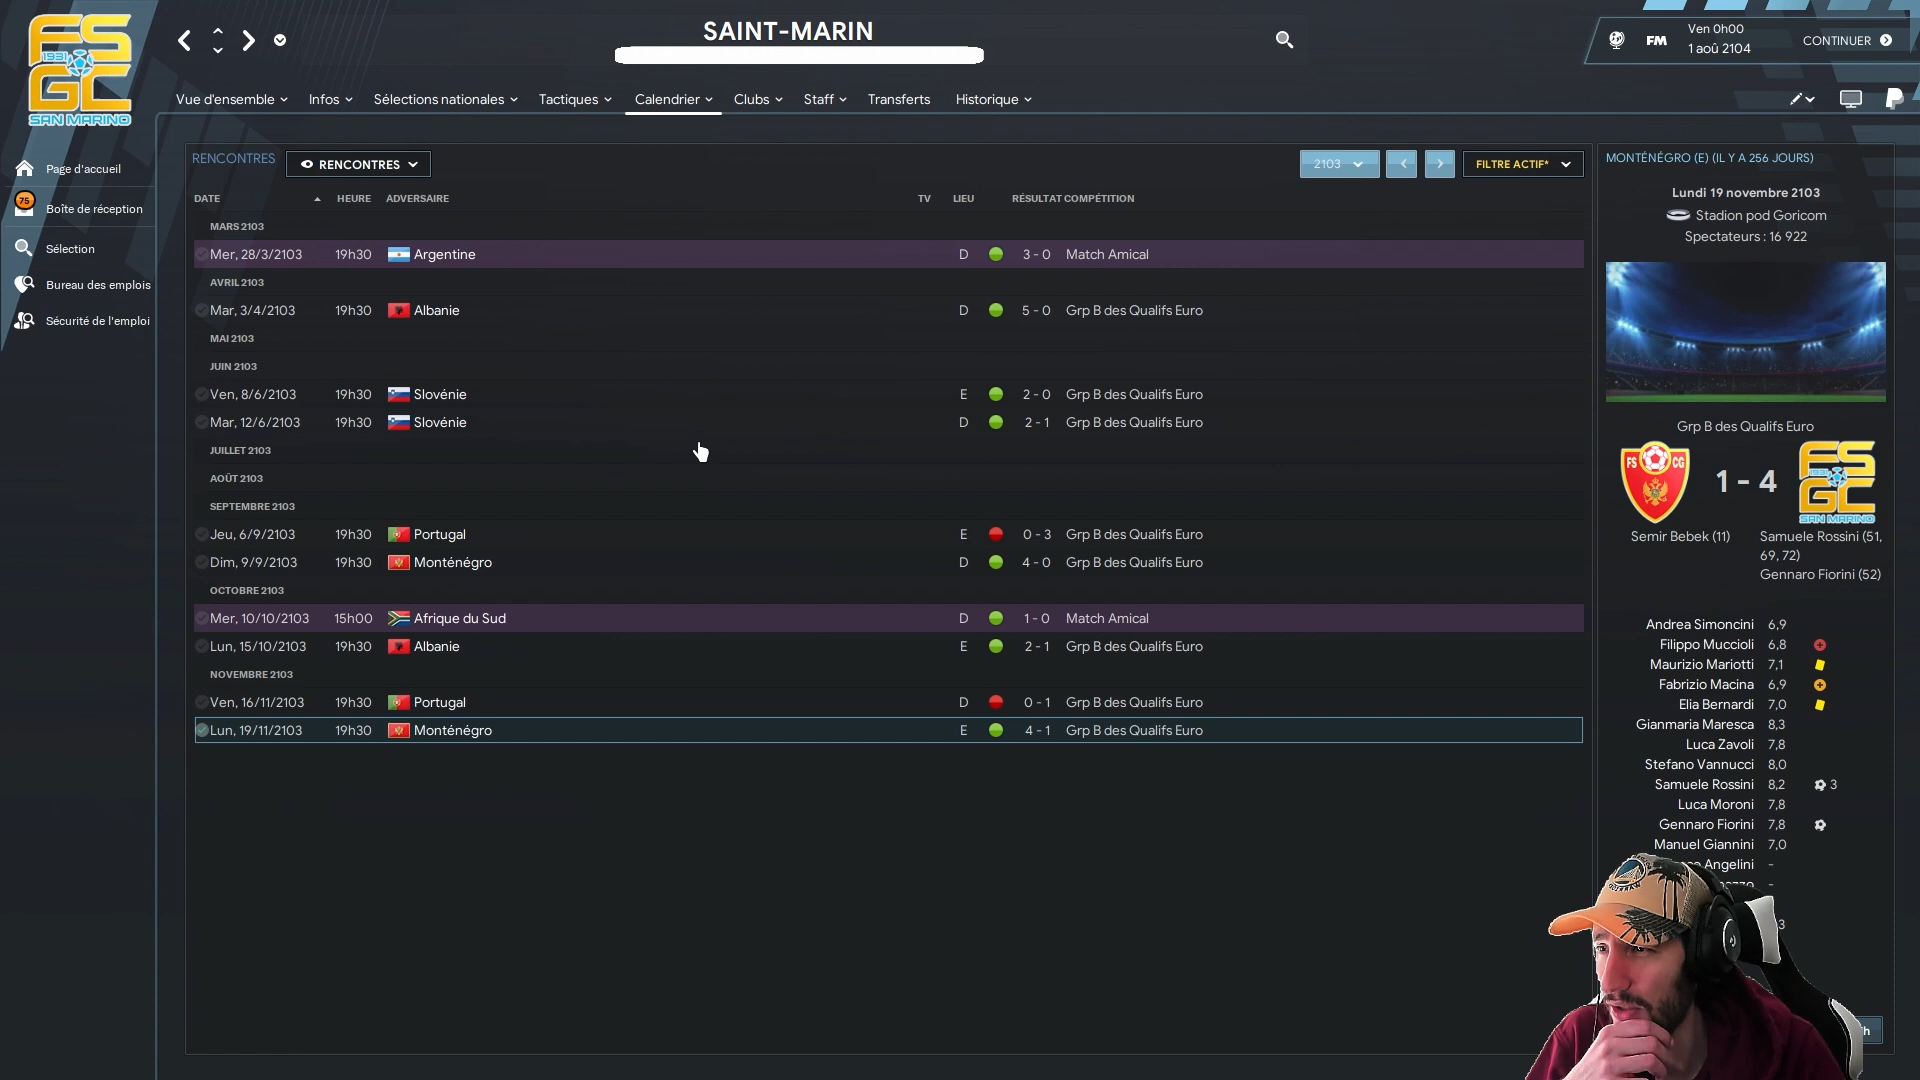 FSGC 1931 SAN MARINO
SAINT-MARIN
FM
Ven 0h00
1 aoû 2104
CONTINUER
Vue d'ensemble
Infos
Sélections nationales
Tactiques
Calendrier
Clubs
Staff
Transferts
Historique
Page d'accueil
75
Boîte de réception
Sélection
Bureau des emplois
Sécurité de l'emploi
RENCONTRES
RENCONTRES
2103
FILTRE ACTIF*
DATE HEURE ADVERSAIRE TV LIEU RÉSULTAT COMPÉTITION
MARS 2103
Mer, 28/3/2103 19h30 Argentine D 3 - 0 Match Amical
AVRIL 2103
Mar, 3/4/2103 19h30 Albanie D 5 - 0 Grp B des Qualifs Euro
MAI 2103
JUIN 2103
Ven, 8/6/2103 19h30 Slovénie E 2 - 0 Grp B des Qualifs Euro
Mar, 12/6/2103 19h30 Slovénie D 2 - 1 Grp B des Qualifs Euro
JUILLET 2103
AOÛT 2103
SEPTEMBRE 2103
Jeu, 6/9/2103 19h30 Portugal E 0 - 3 Grp B des Qualifs Euro
Dim, 9/9/2103 19h30 Monténégro D 4 - 0 Grp B des Qualifs Euro
OCTOBRE 2103
Mer, 10/10/2103 15h00 Afrique du Sud D 1 - 0 Match Amical
Lun, 15/10/2103 19h30 Albanie E 2 - 1 Grp B des Qualifs Euro
NOVEMBRE 2103
Ven, 16/11/2103 19h30 Portugal D 0 - 1 Grp B des Qualifs Euro
Lun, 19/11/2103 19h30 Monténégro E 4 - 1 Grp B des Qualifs Euro
MONTÉNÉGRO (E) (IL Y A 256 JOURS)
Lundi 19 novembre 2103
Stadion pod Goricom
Spectateurs : 16 922
Grp B des Qualifs Euro
FS CG
1 - 4
FSGC 1931 SAN MARINO
Semir Bebek (11)
Samuele Rossini (51,
69, 72)
Gennaro Fiorini (52)
Andrea Simoncini 6,9
Filippo Muccioli 6,8
Maurizio Mariotti 7,1
Fabrizio Macina 6,9
Elia Bernardi 7,0
Gianmaria Maresca 8,3
Luca Zavoli 7,8
Stefano Vannucci 8,0
Samuele Rossini 8,2 3
Luca Moroni 7,8
Gennaro Fiorini 7,8
Manuel Giannini 7,0
Angelini -
-
3
h